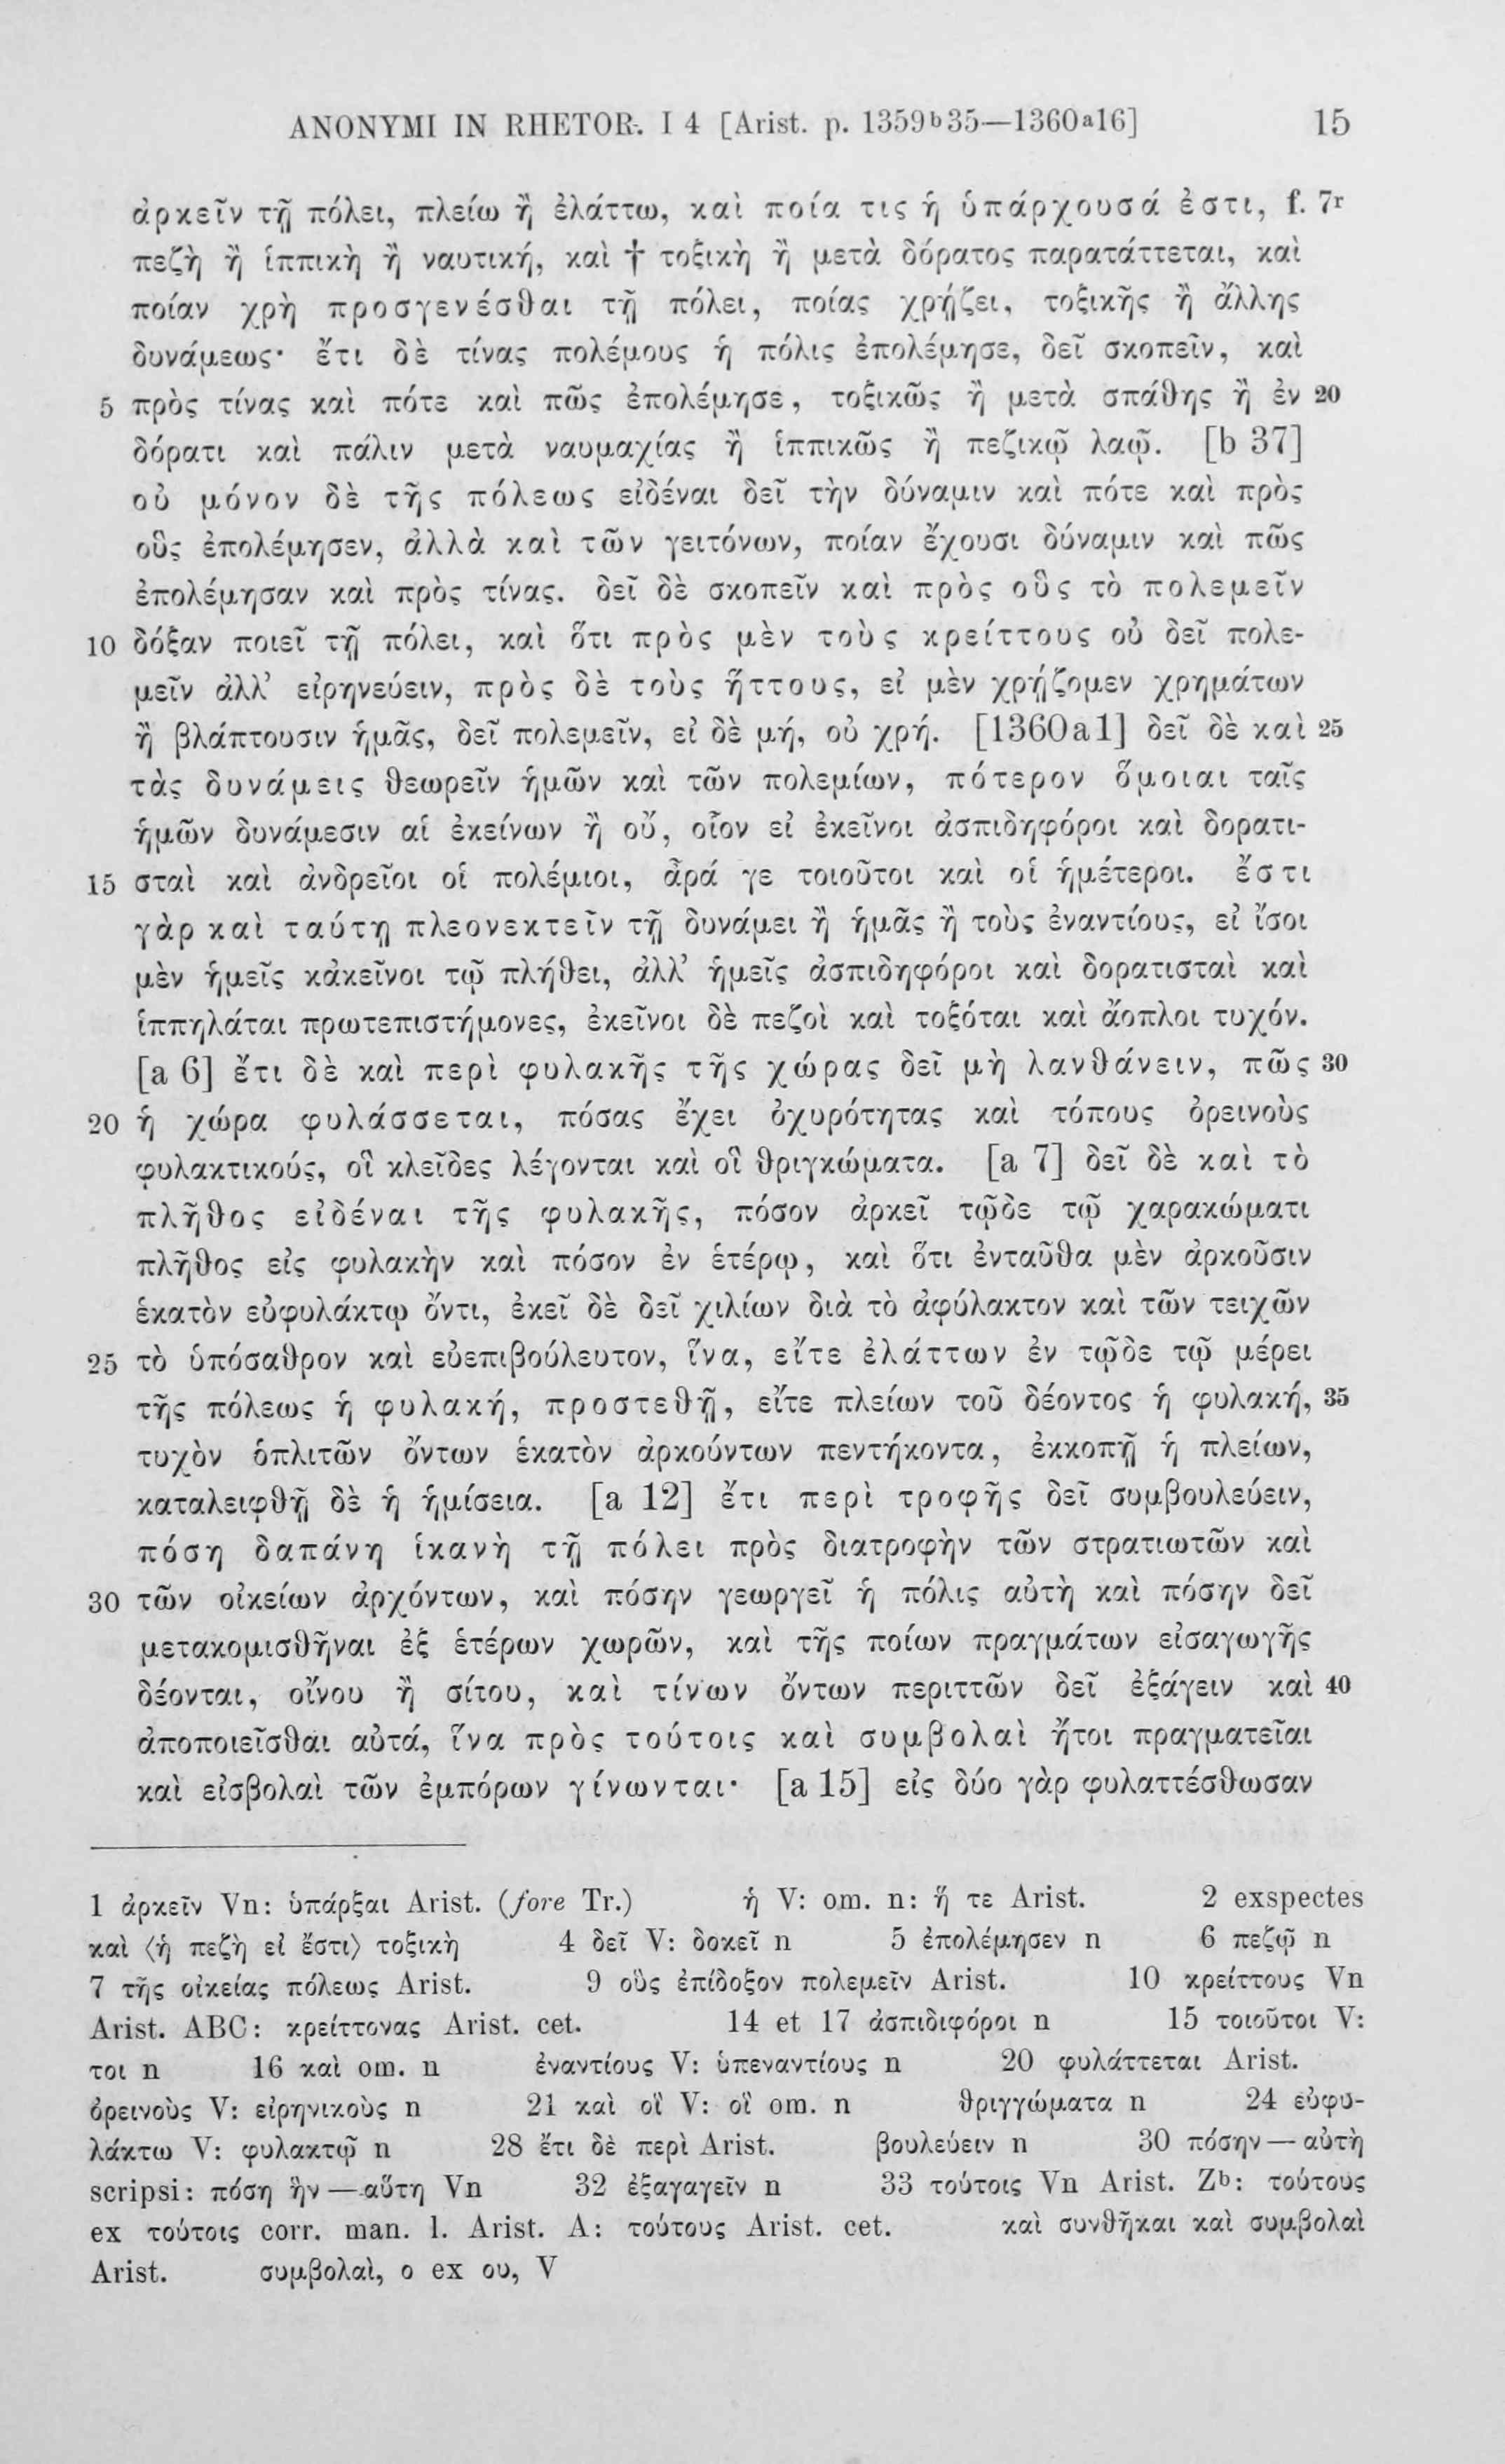 ANONYMI IN RHETOR. I 4 [Arist. p. 1359b35—1360a16] 15
ἀρκεῖν τῇ πόλει, πλείω ἢ ἐλάττω, καὶ ποία τις ἡ ὑπάρχουσά ἐστι, f. 7r
πεζὴ ἢ ἱππικὴ ἢ ναυτική, καὶ † τοξικὴ ἢ μετὰ δόρατος παρατάττεται, καὶ
ποίαν χρὴ προσγενέσθαι τῇ πόλει, ποίας χρῄζει, τοξικῆς ἢ ἄλλης
δυνάμεως· ἔτι δὲ τίνας πολέμους ἡ πόλις ἐπολέμησε, δεῖ σκοπεῖν, καὶ
5 πρὸς τίνας καὶ πότε καὶ πῶς ἐπολέμησε, τοξικῶς ἢ μετὰ σπάθης ἢ ἐν 20
δόρατι καὶ πάλιν μετὰ ναυμαχίας ἢ ἱππικῶς ἢ πεζικῷ λαῷ. [b 37]
οὐ μόνον δὲ τῆς πόλεως εἰδέναι δεῖ τὴν δύναμιν καὶ πότε καὶ πρὸς
οὓς ἐπολέμησεν, ἀλλὰ καὶ τῶν γειτόνων, ποίαν ἔχουσι δύναμιν καὶ πῶς
ἐπολέμησαν καὶ πρὸς τίνας. δεῖ δὲ σκοπεῖν καὶ πρὸς οὓς τὸ πολεμεῖν
10 δόξαν ποιεῖ τῇ πόλει, καὶ ὅτι πρὸς μὲν τοὺς κρείττους οὐ δεῖ πολε-
μεῖν ἀλλ’ εἰρηνεύειν, πρὸς δὲ τοὺς ἥττους, εἰ μὲν χρῄζομεν χρημάτων
ἢ βλάπτουσιν ἡμᾶς, δεῖ πολεμεῖν, εἰ δὲ μή, οὐ χρή. [1360a1] δεῖ δὲ καὶ 25
τὰς δυνάμεις θεωρεῖν ἡμῶν καὶ τῶν πολεμίων, πότερον ὅμοιαι ταῖς
ἡμῶν δυνάμεσιν αἱ ἐκείνων ἢ οὔ, οἷον εἰ ἐκεῖνοι ἀσπιδηφόροι καὶ δορατι-
15 σταὶ καὶ ἀνδρεῖοι οἱ πολέμιοι, ἆρά γε τοιοῦτοι καὶ οἱ ἡμέτεροι. ἔστι
γὰρ καὶ ταύτῃ πλεονεκτεῖν τῇ δυνάμει ἢ ἡμᾶς ἢ τοὺς ἐναντίους, εἰ ἴσοι
μὲν ἡμεῖς κἀκεῖνοι τῷ πλήθει, ἀλλ’ ἡμεῖς ἀσπιδηφόροι καὶ δορατισταὶ καὶ
ἱππηλάται πρωτεπιστήμονες, ἐκεῖνοι δὲ πεζοὶ καὶ τοξόται καὶ ἄοπλοι τυχόν.
[a 6] ἔτι δὲ καὶ περὶ φυλακῆς τῆς χώρας δεῖ μὴ λανθάνειν, πῶς 30
20 ἡ χώρα φυλάσσεται, πόσας ἔχει ὀχυρότητας καὶ τόπους ὀρεινοὺς
φυλακτικούς, οἳ κλεῖδες λέγονται καὶ οἳ θριγκώματα. [a 7] δεῖ δὲ καὶ τὸ
πλῆθος εἰδέναι τῆς φυλακῆς, πόσον ἀρκεῖ τῷδε τῷ χαρακώματι
πλῆθος εἰς φυλακὴν καὶ πόσον ἐν ἑτέρῳ, καὶ ὅτι ἐνταῦθα μὲν ἀρκοῦσιν
ἑκατὸν εὐφυλάκτῳ ὄντι, ἐκεῖ δὲ δεῖ χιλίων διὰ τὸ ἀφύλακτον καὶ τῶν τειχῶν
25 τὸ ὑπόσαθρον καὶ εὐεπιβούλευτον, ἵνα, εἴτε ἐλάττων ἐν τῷδε τῷ μέρει
τῆς πόλεως ἡ φυλακή, προστεθῇ, εἴτε πλείων τοῦ δέοντος ἡ φυλακή, 35
τυχὸν ὁπλιτῶν ὄντων ἑκατὸν ἀρκούντων πεντήκοντα, ἐκκοπῇ ἡ πλείων,
καταλειφθῇ δὲ ἡ ἡμίσεια. [a 12] ἔτι περὶ τροφῆς δεῖ συμβουλεύειν,
πόση δαπάνη ἱκανὴ τῇ πόλει πρὸς διατροφὴν τῶν στρατιωτῶν καὶ
30 τῶν οἰκείων ἀρχόντων, καὶ πόσην γεωργεῖ ἡ πόλις αὐτὴ καὶ πόσην δεῖ
μετακομισθῆναι ἐξ ἑτέρων χωρῶν, καὶ τῆς ποίων πραγμάτων εἰσαγωγῆς
δέονται, οἴνου ἢ σίτου, καὶ τίνων ὄντων περιττῶν δεῖ ἐξάγειν καὶ 40
ἀποποιεῖσθαι αὐτά, ἵνα πρὸς τούτοις καὶ συμβολαὶ ἤτοι πραγματεῖαι
καὶ εἰσβολαὶ τῶν ἐμπόρων γίνωνται· [a 15] εἰς δύο γὰρ φυλαττέσθωσαν
1 ἀρκεῖν Vn: ὑπάρξαι Arist. (fore Tr.) ἡ V: om. n: ἥ τε Arist. 2 exspectes
καὶ ⟨ἡ πεζὴ εἰ ἔστι⟩ τοξικὴ 4 δεῖ V: δοκεῖ n 5 ἐπολέμησεν n 6 πεζῷ n
7 τῆς οἰκείας πόλεως Arist. 9 οὓς ἐπίδοξον πολεμεῖν Arist. 10 κρείττους Vn
Arist. ABC: κρείττονας Arist. cet. 14 et 17 ἀσπιδιφόροι n 15 τοιοῦτοι V:
τοι n 16 καὶ om. n ἐναντίους V: ὑπεναντίους n 20 φυλάττεται Arist.
ὀρεινοὺς V: εἰρηνικοὺς n 21 καὶ οἳ V: οἳ om. n θριγγώματα n 24 εὐφυ-
λάκτω V: φυλακτῷ n 28 ἔτι δὲ περὶ Arist. βουλεύειν n 30 πόσην — αὐτὴ
scripsi: πόση ἣν — αὕτη Vn 32 ἐξαγαγεῖν n 33 τούτοις Vn Arist. Zb: τούτους
ex τούτοις corr. man. 1. Arist. A: τούτους Arist. cet. καὶ συνθῆκαι καὶ συμβολαὶ
Arist. συμβολαὶ, ο ex ου, V